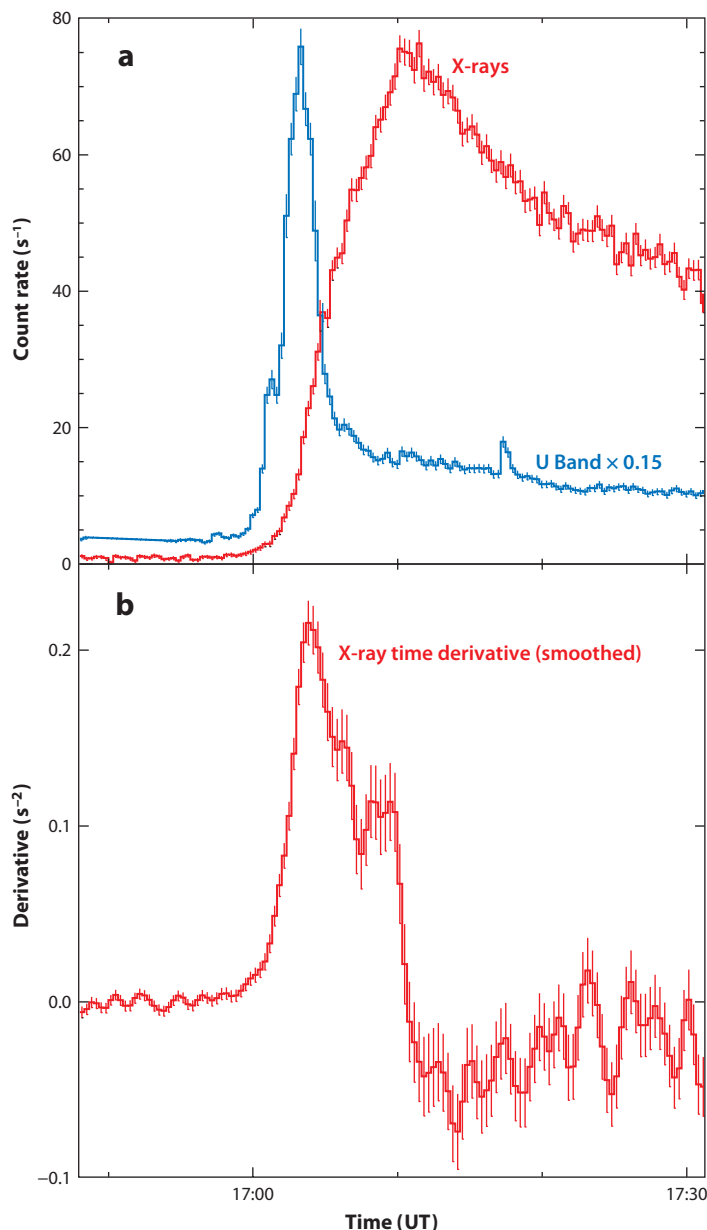 80
a
X-rays
60
Count rate (s⁻¹)
40
20
U Band × 0.15
0
b
0.2
X-ray time derivative (smoothed)
0.1
Derivative (s⁻²)
0.0
−0.1
17:00
17:30
Time (UT)